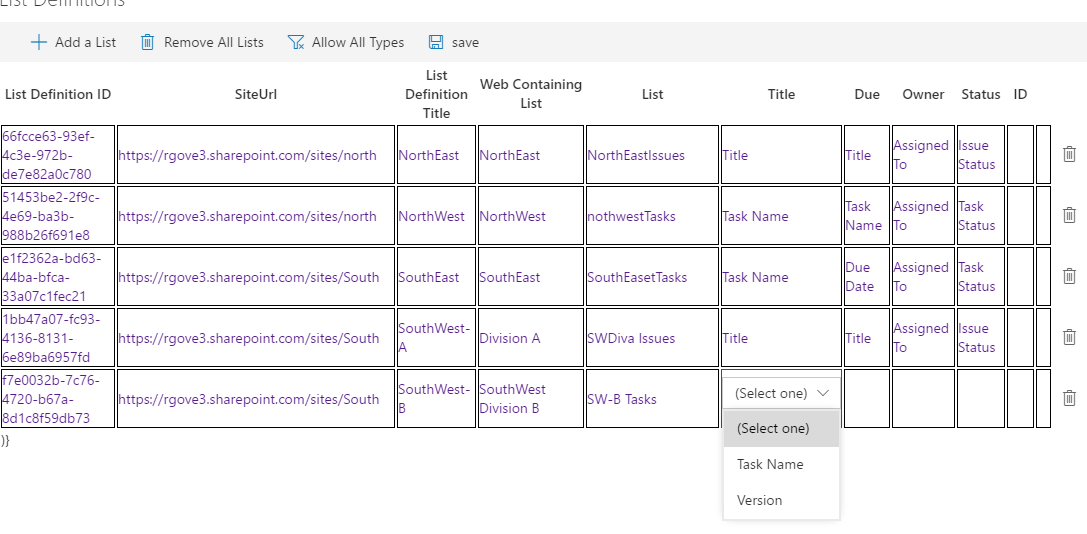 List Definitions
Add a List Remove All Lists Allow All Types save
List Definition ID SiteUrl List Definition Title Web Containing List List Title Due Owner Status ID
66fcce63-93ef-4c3e-972b-de7e82a0c780 https://rgove3.sharepoint.com/sites/north NorthEast NorthEast NorthEastIssues Title Title Assigned To Issue Status
51453be2-2f9c-4e69-ba3b-988b26f691e8 https://rgove3.sharepoint.com/sites/north NorthWest NorthWest nothwestTasks Task Name Task Name Assigned To Task Status
e1f2362a-bd63-44ba-bfca-33a07c1fec21 https://rgove3.sharepoint.com/sites/South SouthEast SouthEast SouthEasetTasks Task Name Due Date Assigned To Task Status
1bb47a07-fc93-4136-8131-6e89ba6957fd https://rgove3.sharepoint.com/sites/South SouthWest-A Division A SWDiva Issues Title Title Assigned To Issue Status
f7e0032b-7c76-4720-b67a-8d1c8f59db73 https://rgove3.sharepoint.com/sites/South SouthWest-B SouthWest Division B SW-B Tasks (Select one)
)}
(Select one)
Task Name
Version